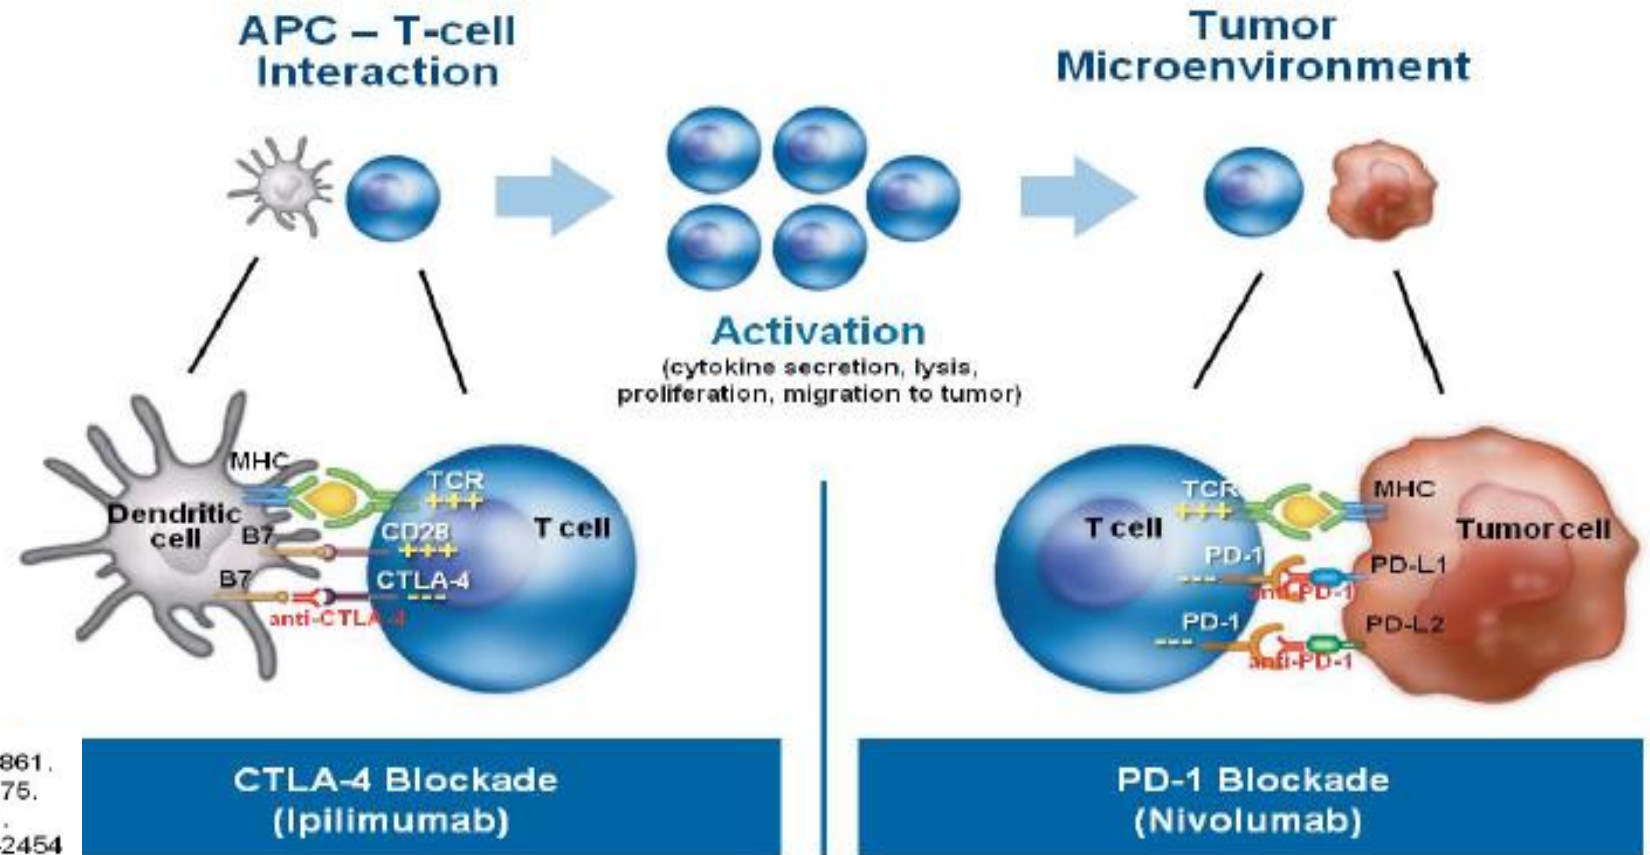 APC – T-cell
Interaction
Tumor
Microenvironment
Activation
(cytokine secretion, lysis,
proliferation, migration to tumor)
MHC
TCR
+++
Dendritic
cell
B7
CD28
+++
T cell
B7
CTLA-4
---
anti-CTLA-4
TCR
+++
MHC
T cell
Tumor cell
PD-1
---
PD-L1
anti-PD-1
PD-1
---
PD-L2
anti-PD-1
861.
75.
.
-2454
CTLA-4 Blockade
(Ipilimumab)
PD-1 Blockade
(Nivolumab)